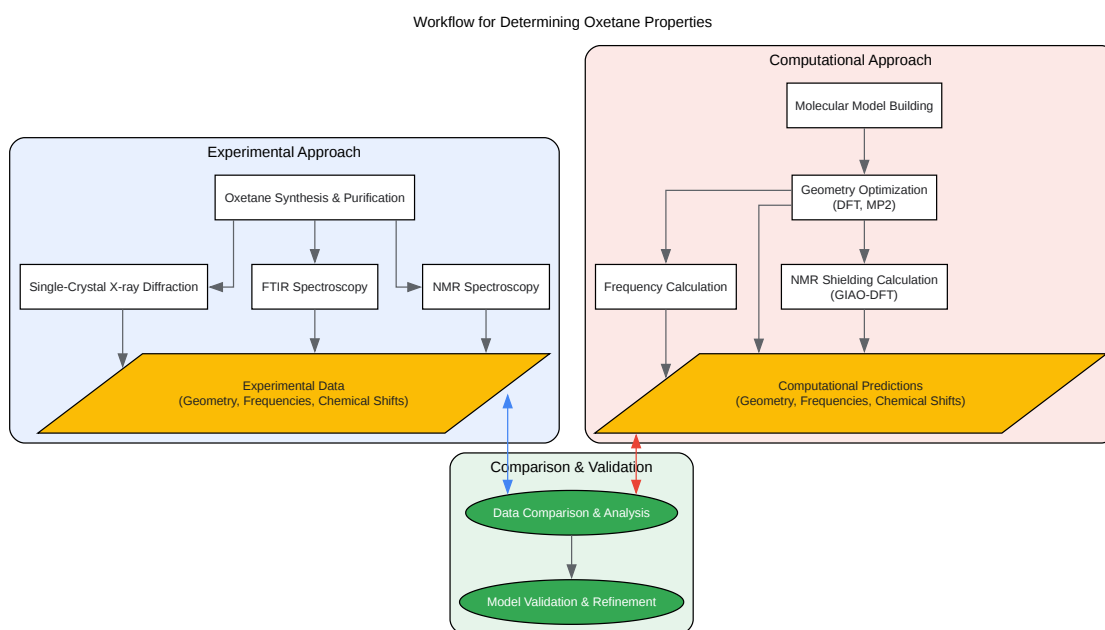 Workflow for Determining Oxetane Properties
Computational Approach
Molecular Model Building
Experimental Approach
Oxetane Synthesis & Purification
Geometry Optimization
(DFT, MP2)
Single-Crystal X-ray Diffraction
FTIR Spectroscopy
NMR Spectroscopy
Frequency Calculation
NMR Shielding Calculation
(GIAO-DFT)
Experimental Data
(Geometry, Frequencies, Chemical Shifts)
Computational Predictions
(Geometry, Frequencies, Chemical Shifts)
Comparison & Validation
Data Comparison & Analysis
Model Validation & Refinement